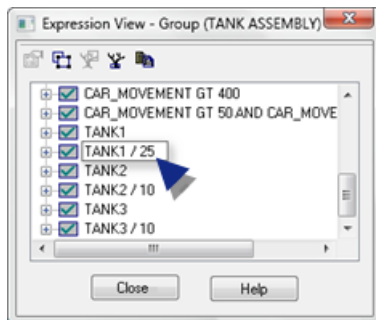 Expression View - Group (TANK ASSEMBLY)
CAR_MOVEMENT GT 400
CAR_MOVEMENT GT 50 AND CAR_MOVE
TANK1
TANK1 / 25
TANK2
TANK2 / 10
TANK3
TANK3 / 10
Close
Help